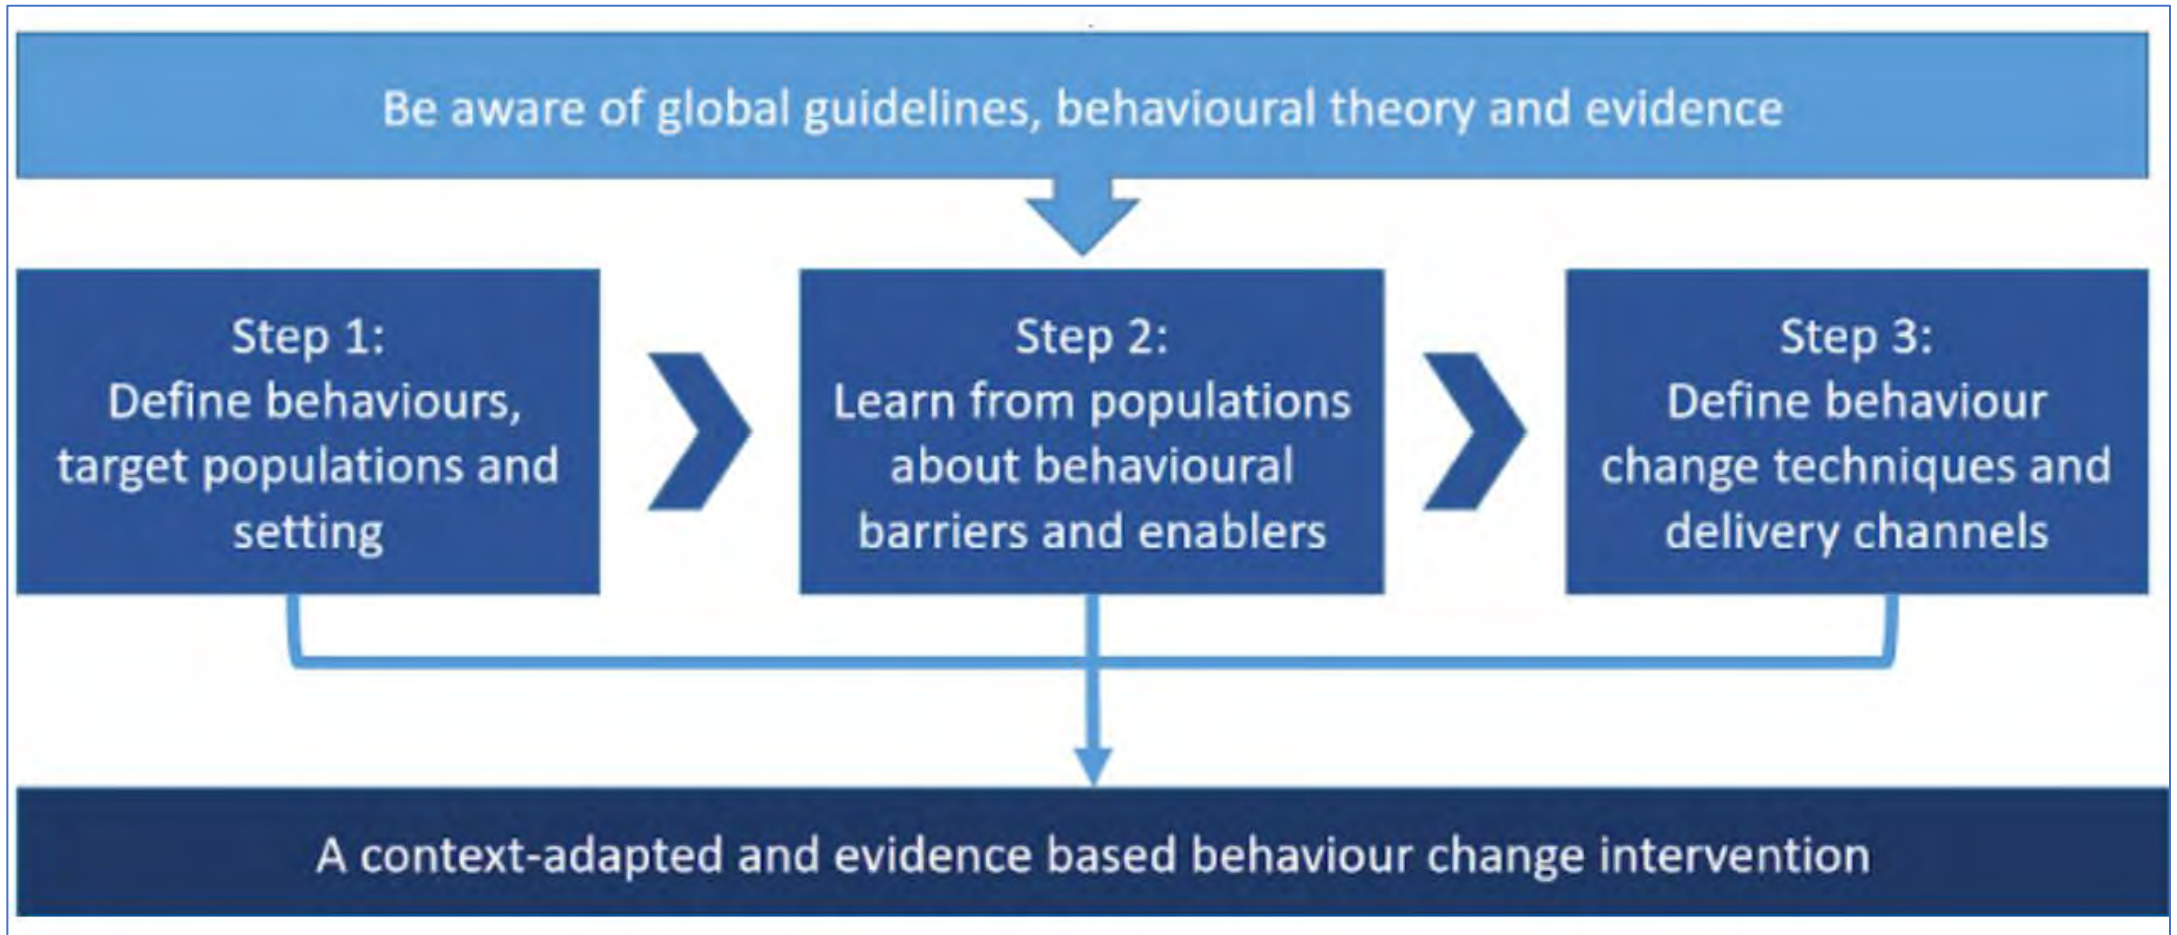 Be aware of global guidelines, behavioural theory and evidence
Step 1:
Define behaviours,
target populations and
setting
Step 2:
Learn from populations
about behavioural
barriers and enablers
Step 3:
Define behaviour
change techniques and
delivery channels
A context-adapted and evidence based behaviour change intervention